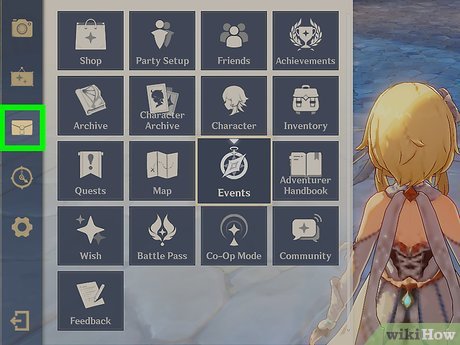 Shop
Party Setup
Friends
Achievements
Archive
Character
Archive
Character
Inventory
Quests
Map
Events
Adventurer
Handbook
Wish
Battle Pass
Co-Op Mode
Community
Feedback
wikiHow